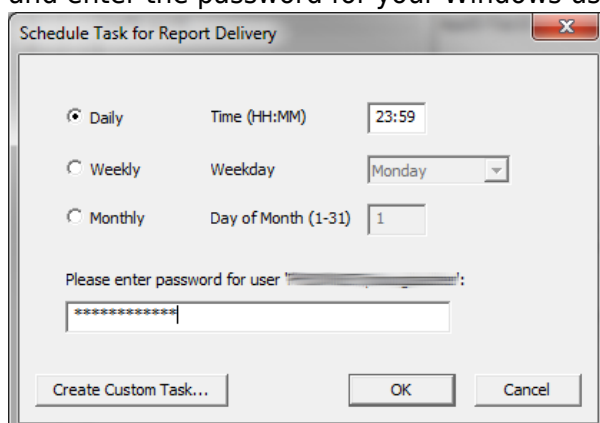 and enter the password for your Windows us
Schedule Task for Report Delivery
Daily Time (HH:MM) 23:59
Weekly Weekday Monday
Monthly Day of Month (1-31) 1
Please enter password for user '':
************
Create Custom Task... OK Cancel